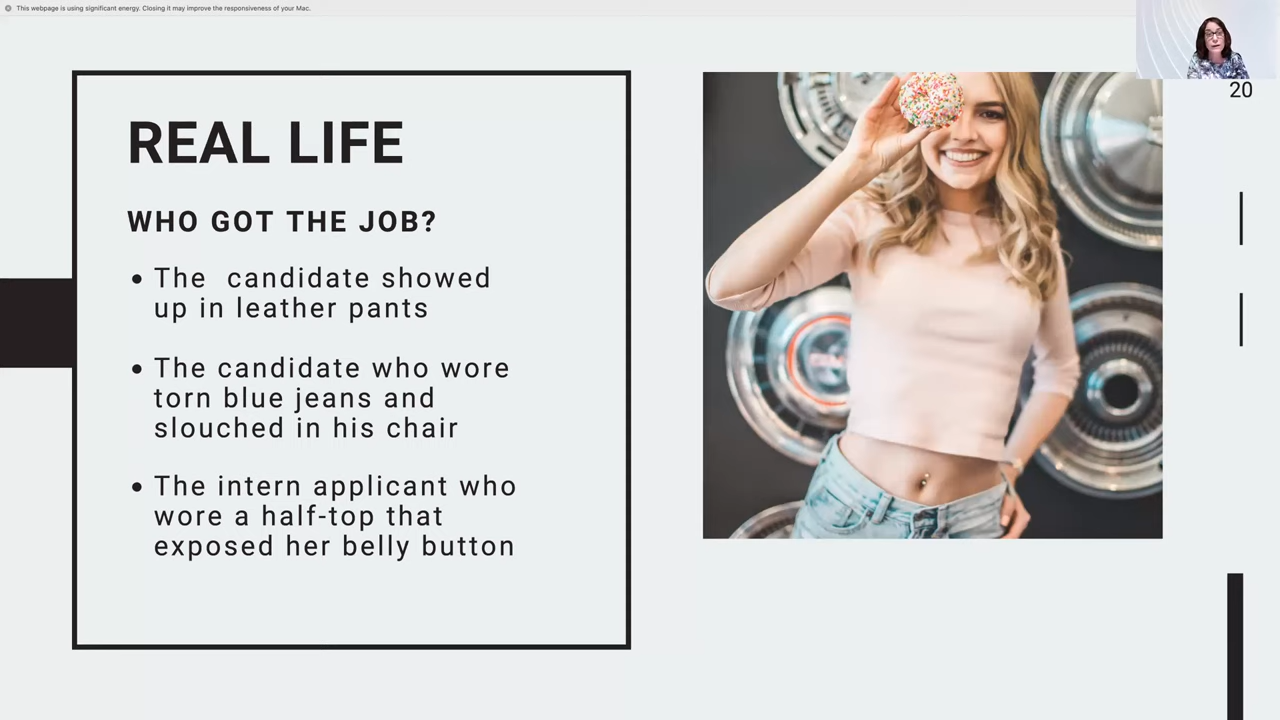 This webpage is using significant energy. Closing it may improve the responsiveness of your Mac.
20
REAL LIFE
WHO GOT THE JOB?
• The  candidate showed
up in leather pants
• The candidate who wore
torn blue jeans and
slouched in his chair
• The intern applicant who
wore a half-top that
exposed her belly button